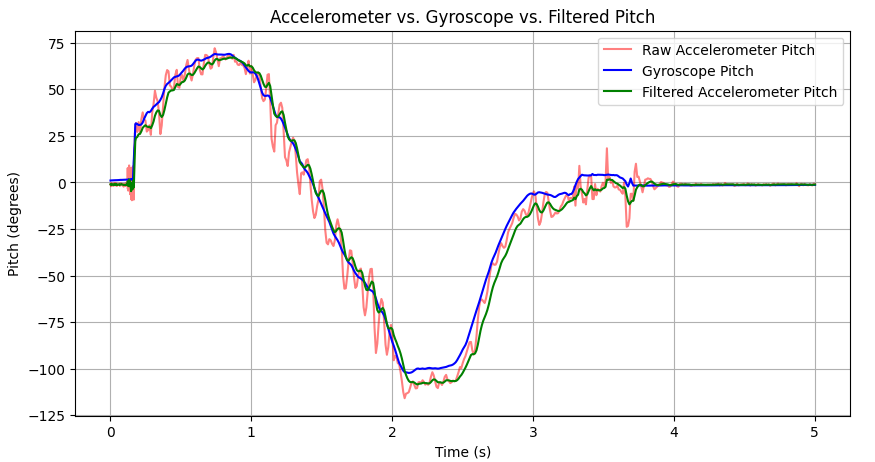 Accelerometer vs. Gyroscope vs. Filtered Pitch
Raw Accelerometer Pitch
Gyroscope Pitch
Filtered Accelerometer Pitch
Pitch (degrees)
75
50
25
0
−25
−50
−75
−100
−125
0 1 2 3 4 5
Time (s)